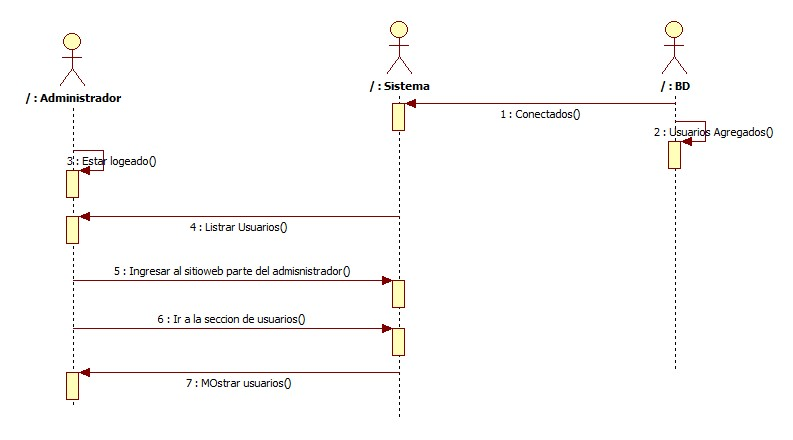 / : Administrador
/ : Sistema
/ : BD
1 : Conectados()
2 : Usuarios Agregados()
3 : Estar logeado()
4 : Listrar Usuarios()
5 : Ingresar al sitioweb parte del admisnistrador()
6 : Ir a la seccion de usuarios()
7 : MOstrar usuarios()